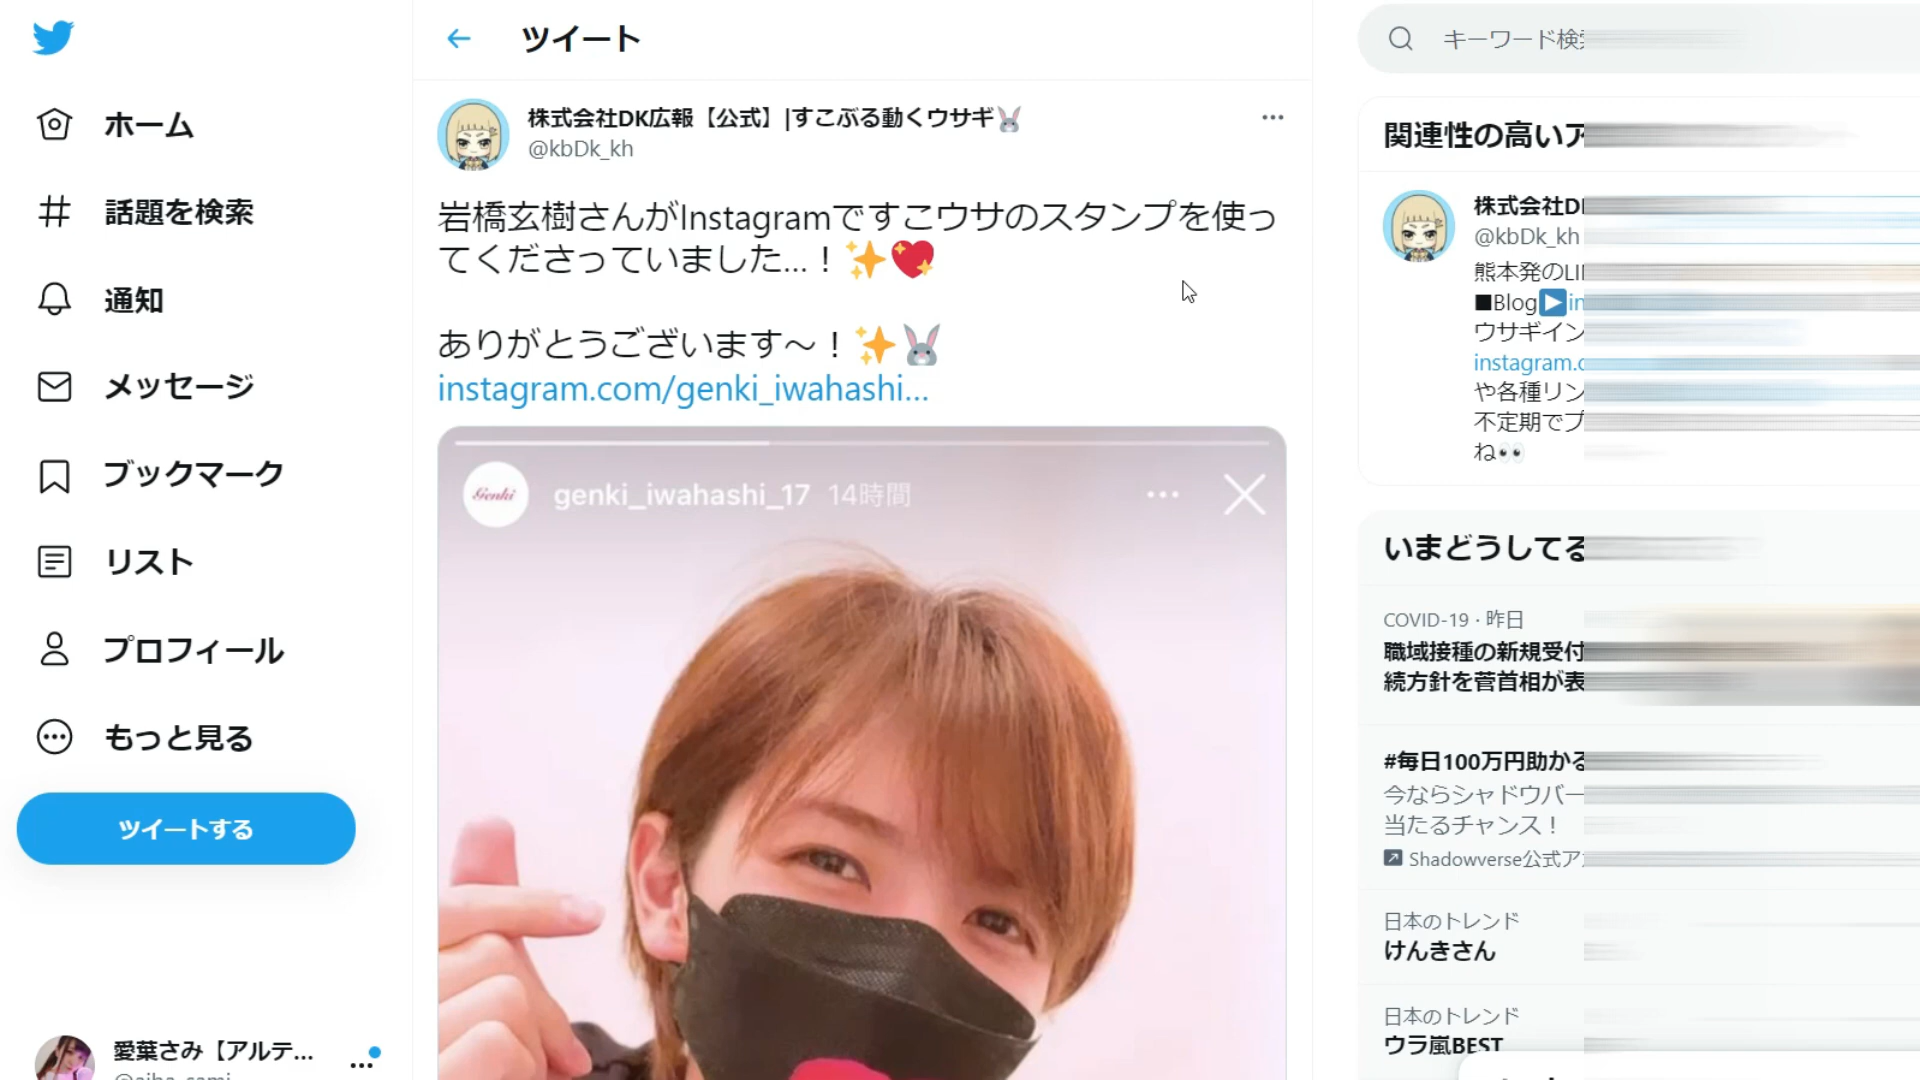 ツイート
キーワード検
ホーム
話題を検索
通知
メッセージ
ブックマーク
リスト
プロフィール
もっと見る
ツイートする
愛葉さみ【アルテ...
株式会社DK広報【公式】|すこぶる動くウサギ🐰
@kbDk_kh
岩橋玄樹さんがInstagramですこウサのスタンプを使っ
てくださっていました...！✨💖
ありがとうございます〜！✨🐰
instagram.com/genki_iwahashi...
Genki
genki_iwahashi_17 14時間
関連性の高いア
株式会社D
@kbDk_kh
熊本発のLI
■Blog▶in
ウサギイン
instagram.c
や各種リン
不定期でプ
ね👀
いまどうしてる
COVID-19 · 昨日
職域接種の新規受付
続方針を菅首相が表
#毎日100万円助かる
今ならシャドウバー
当たるチャンス！
Shadowverse公式ア
日本のトレンド
けんきさん
日本のトレンド
ウラ嵐BEST